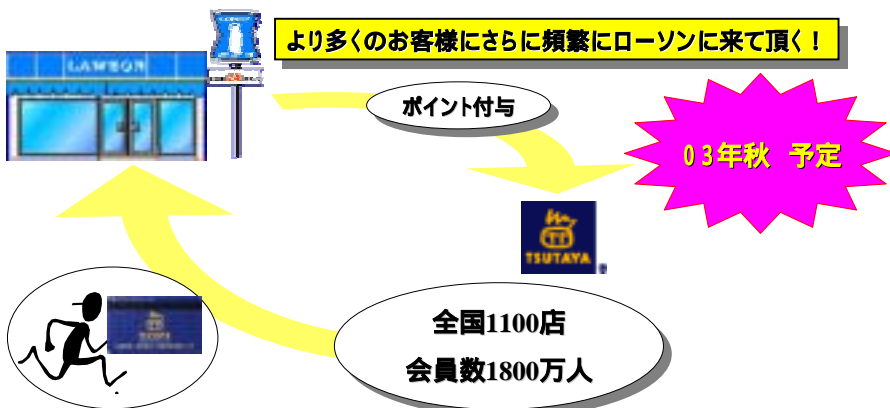 より多くのお客様にさらに頻繁にローソンに来て頂く！
LAWSON
ポイント付与
０３年秋　予定
TSUTAYA
全国1100店
会員数1800万人